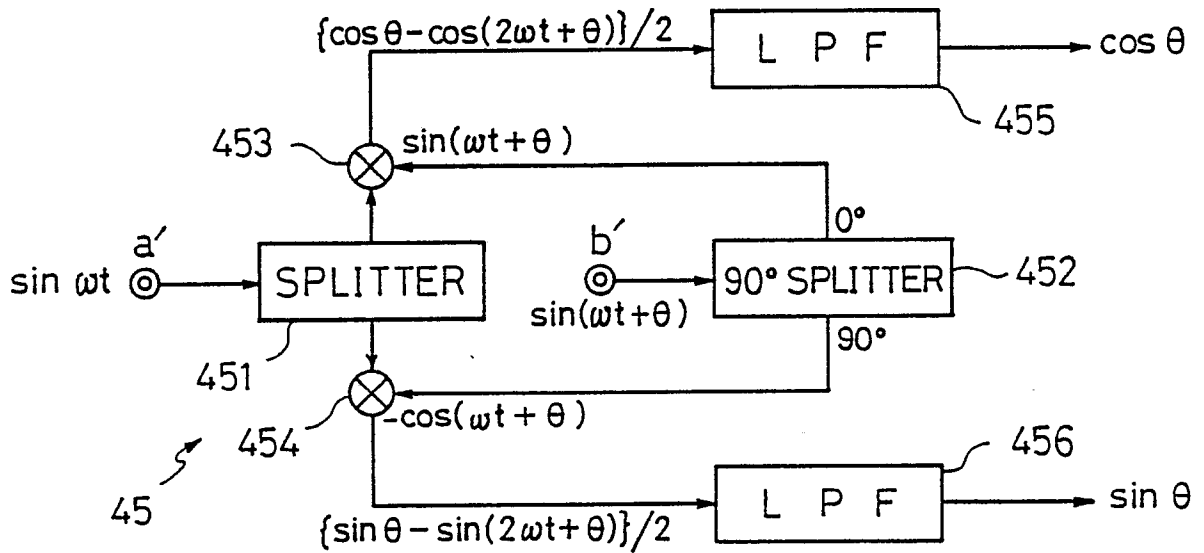 {cosθ−cos(2ωt+θ)}/2
L P F
cos θ
455
453
sin(ωt+θ)
0°
a′
b′
sin ωt
SPLITTER
90° SPLITTER
452
sin(ωt+θ)
90°
451
-cos(ωt+θ)
454
456
45
L P F
sin θ
{sinθ−sin(2ωt+θ)}/2